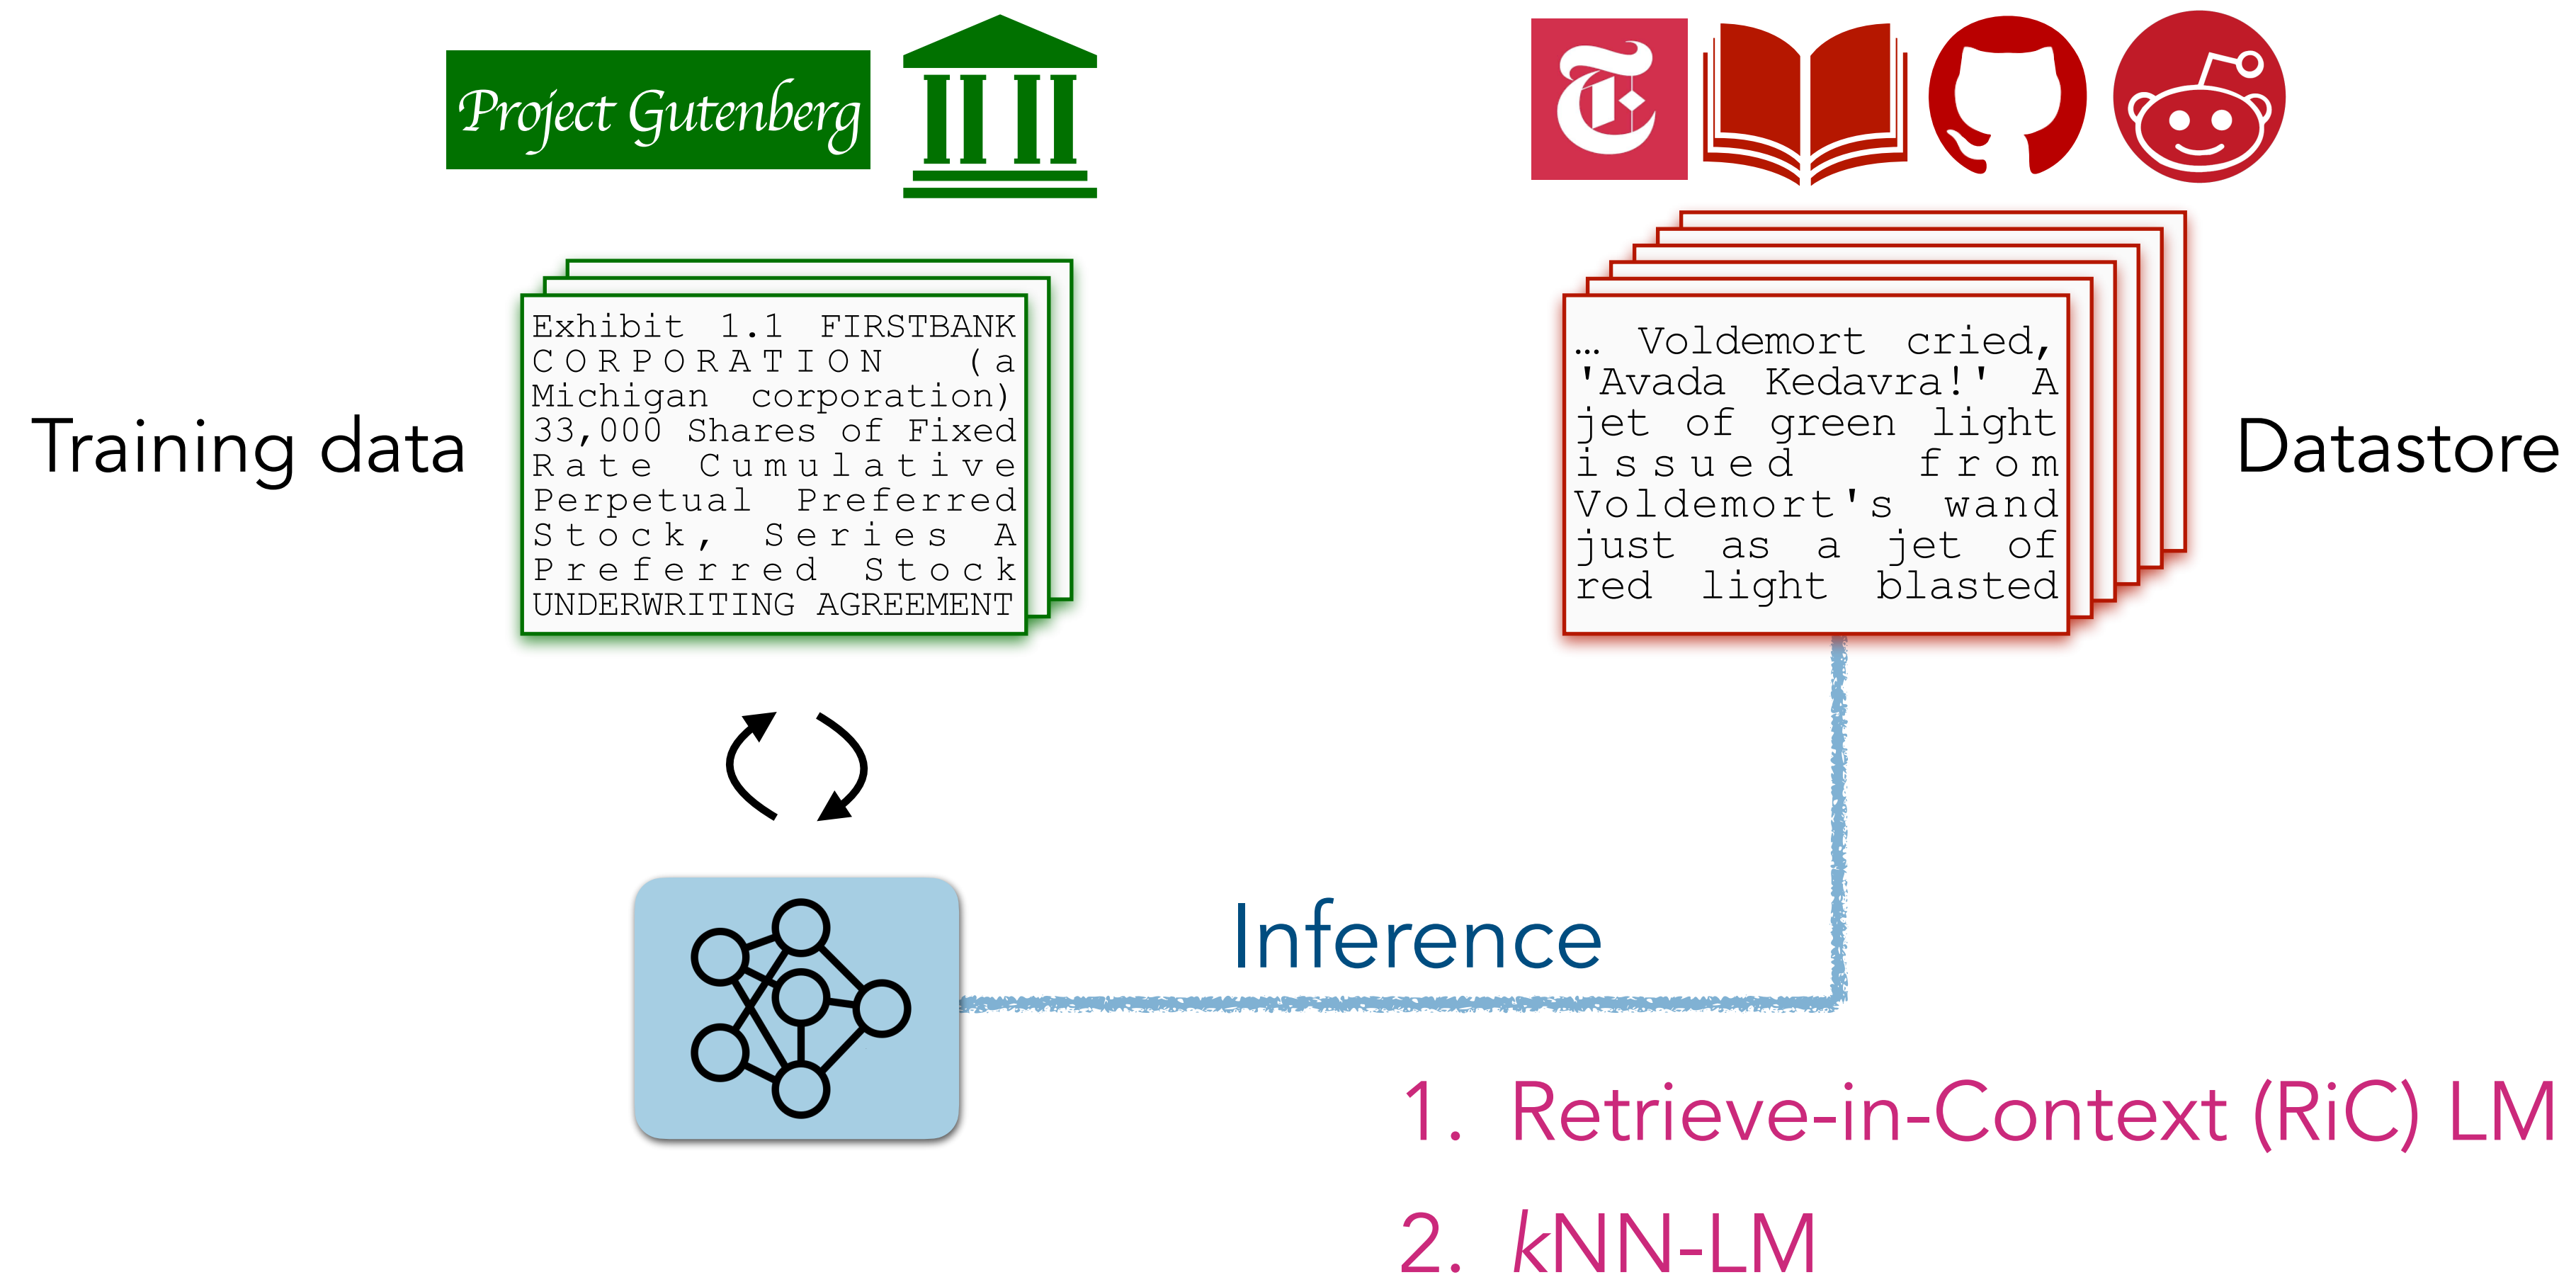 Project Gutenberg
Training data
Exhibit 1.1 FIRSTBANK
CORPORATION (a
Michigan corporation)
33,000 Shares of Fixed
Rate Cumulative
Perpetual Preferred
Stock, Series A
Preferred Stock
UNDERWRITING AGREEMENT
T
… Voldemort cried,
'Avada Kedavra!' A
jet of green light
issued from
Voldemort's wand
just as a jet of
red light blasted
Datastore
Inference
1. Retrieve-in-Context (RiC) LM
2. kNN-LM